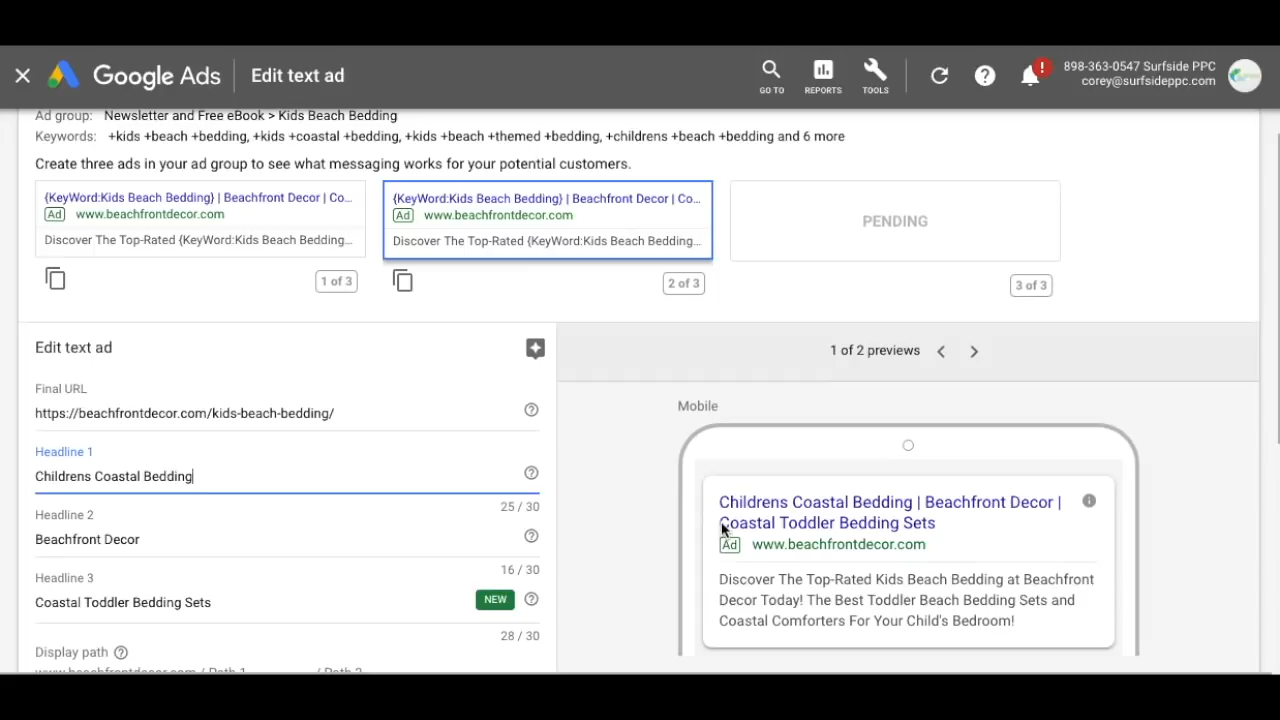 Google Ads
Edit text ad
GO TO
REPORTS
TOOLS
!
898-363-0547 Surfside PPC
corey@surfsideppc.com
Ad group: Newsletter and Free eBook > Kids Beach Bedding
Keywords: +kids +beach +bedding, +kids +coastal +bedding, +kids +beach +themed +bedding, +childrens +beach +bedding and 6 more
Create three ads in your ad group to see what messaging works for your potential customers.
{KeyWord:Kids Beach Bedding} | Beachfront Decor | Co...
Ad www.beachfrontdecor.com
Discover The Top-Rated {KeyWord:Kids Beach Bedding...
1 of 3
{KeyWord:Kids Beach Bedding} | Beachfront Decor | Co...
Ad www.beachfrontdecor.com
Discover The Top-Rated {KeyWord:Kids Beach Bedding...
2 of 3
PENDING
3 of 3
Edit text ad
Final URL
https://beachfrontdecor.com/kids-beach-bedding/
Headline 1
Childrens Coastal Bedding
25 / 30
Headline 2
Beachfront Decor
16 / 30
Headline 3
Coastal Toddler Bedding Sets
NEW
28 / 30
Display path
www.beachfrontdecor.com / Path 1 / Path 2
1 of 2 previews
Mobile
Childrens Coastal Bedding | Beachfront Decor |
Coastal Toddler Bedding Sets
Ad www.beachfrontdecor.com
Discover The Top-Rated Kids Beach Bedding at Beachfront
Decor Today! The Best Toddler Beach Bedding Sets and
Coastal Comforters For Your Child's Bedroom!